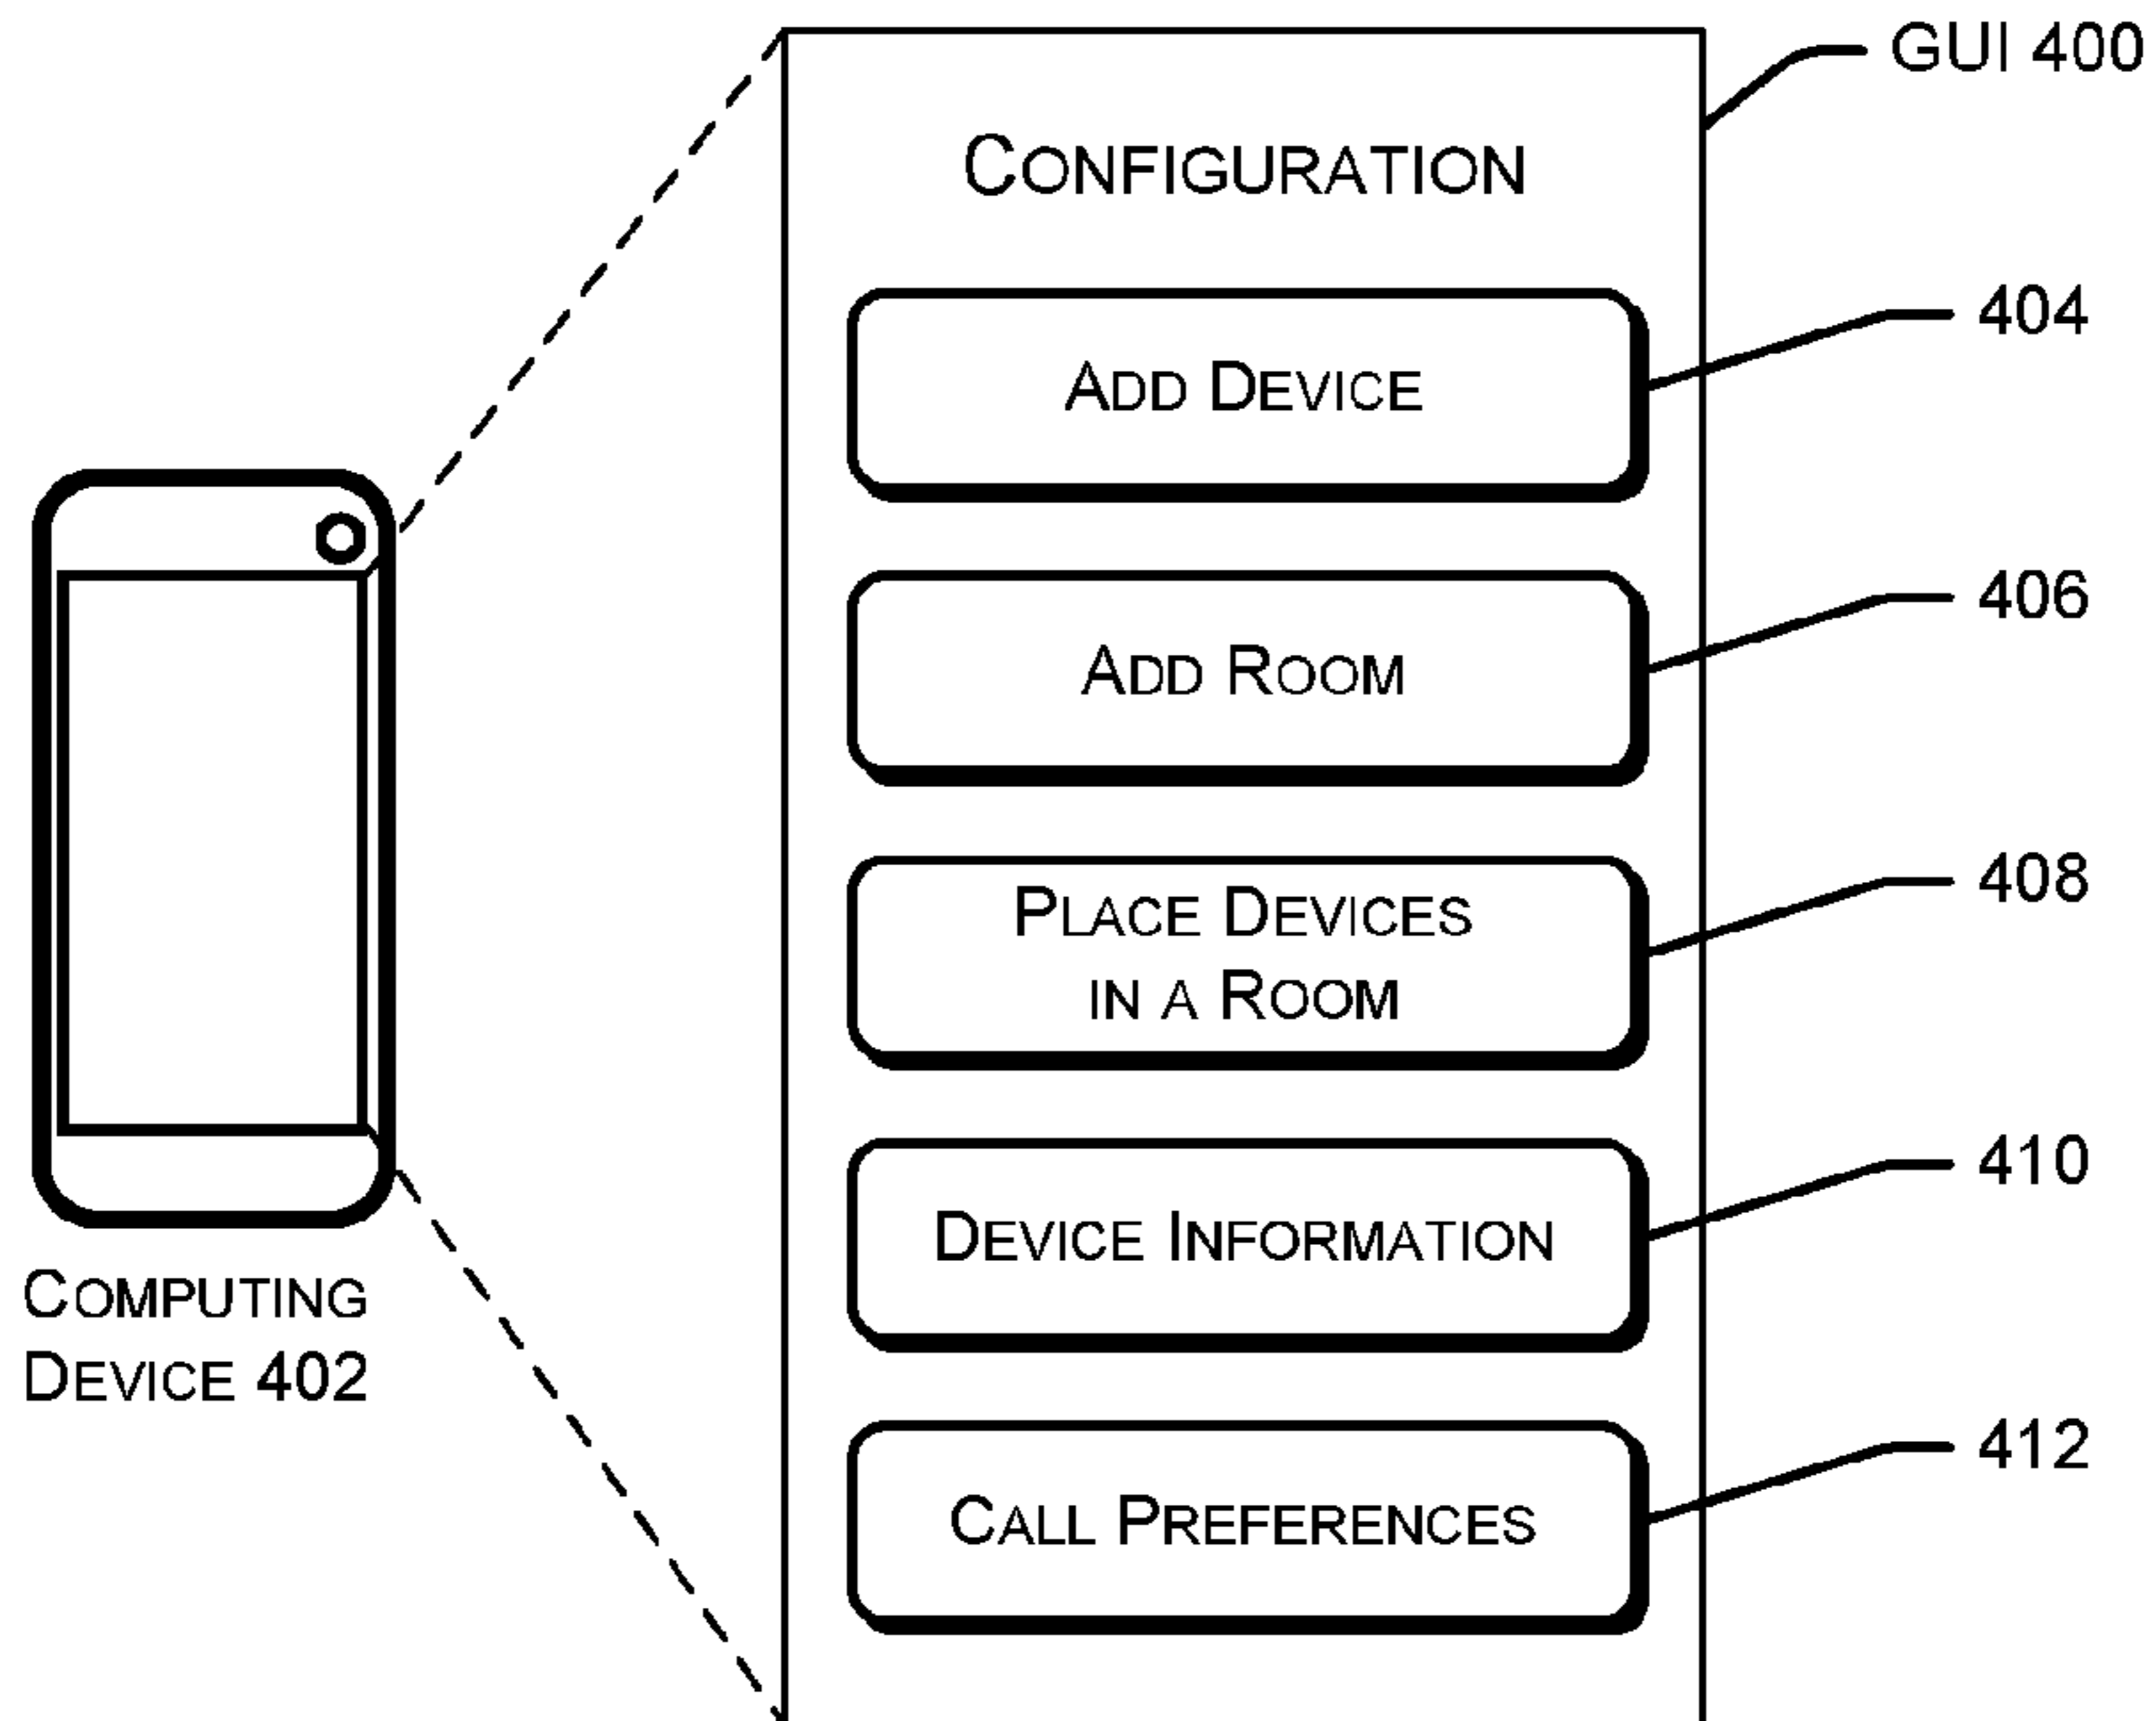 GUI 400
CONFIGURATION
ADD DEVICE
404
ADD ROOM
406
PLACE DEVICES
IN A ROOM
408
DEVICE INFORMATION
410
CALL PREFERENCES
412
COMPUTING
DEVICE 402